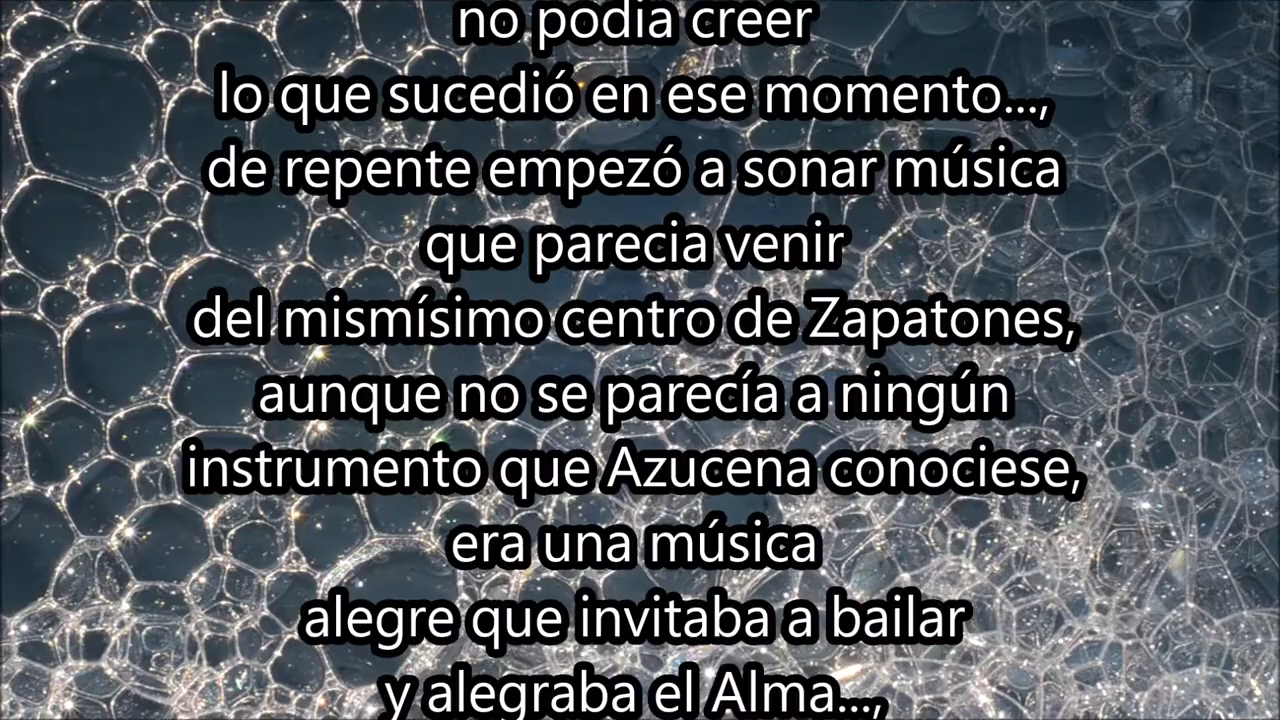 no podia creer
lo que sucedió en ese momento...,
de repente empezó a sonar música
que parecia venir
del mismísimo centro de Zapatones,
aunque no se parecía a ningún
instrumento que Azucena conociese,
era una música
alegre que invitaba a bailar
y alegraba el Alma...,